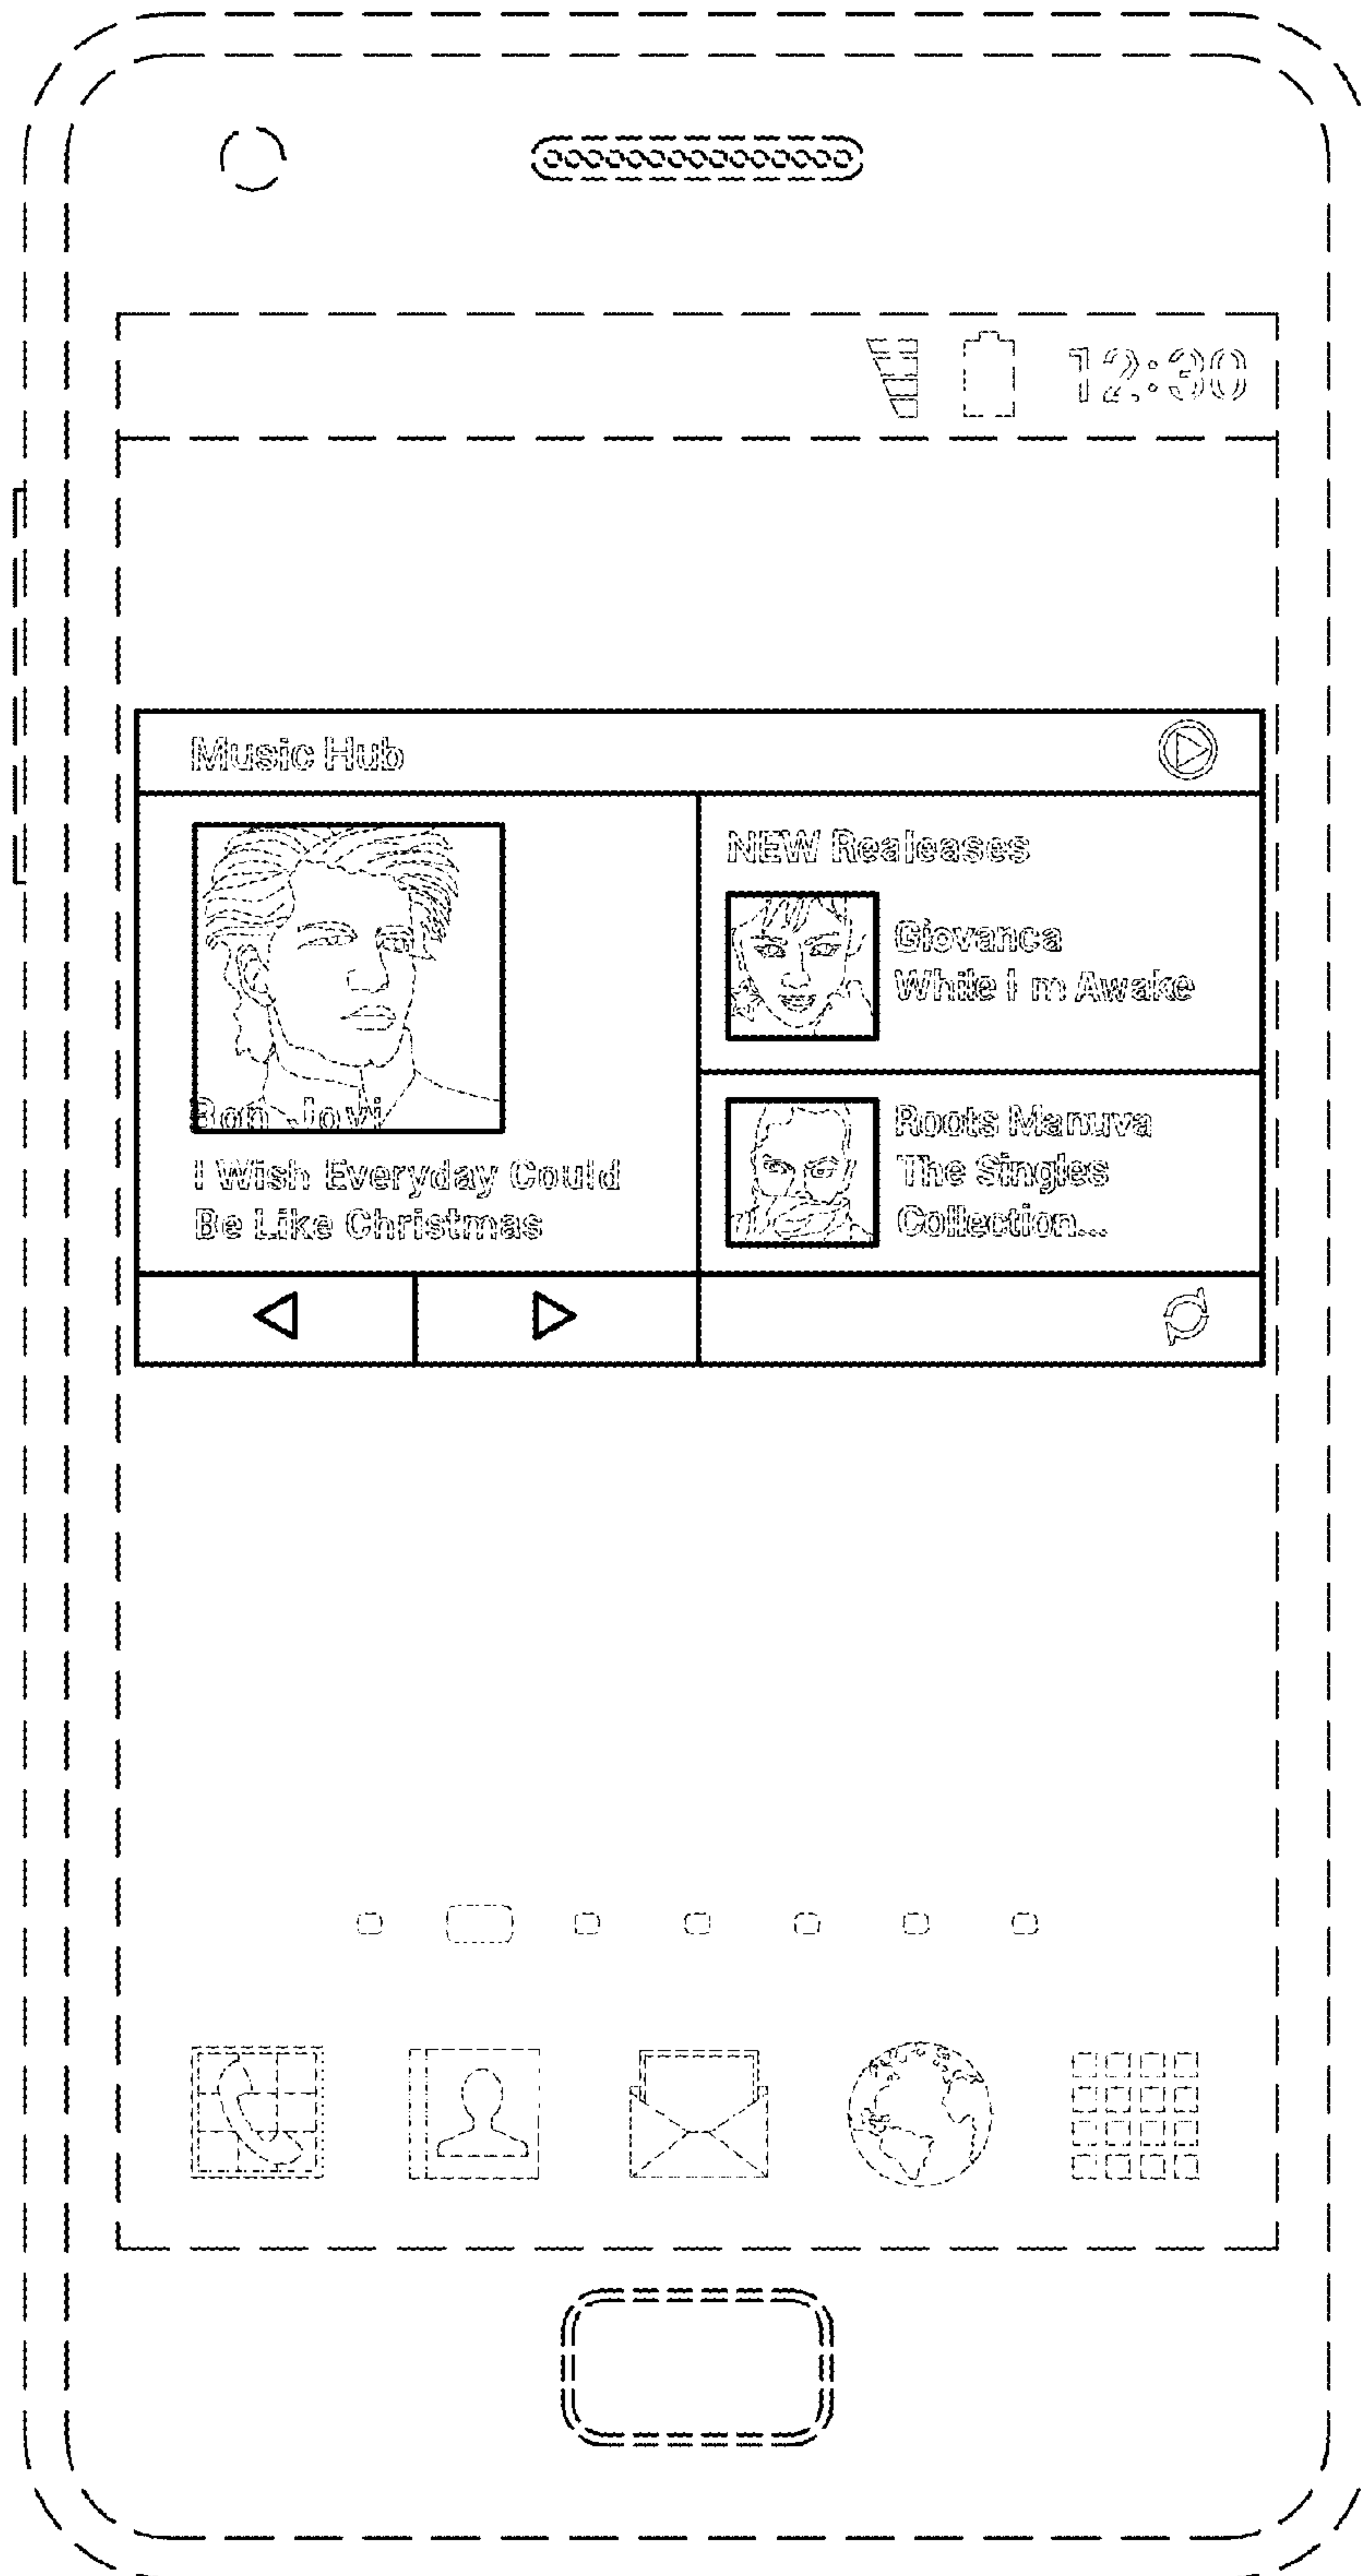 12:30
Music Hub
Bon Jovi
I Wish Everyday Could
Be Like Christmas
NEW Realeases
Giovanca
While I m Awake
Roots Manuva
The Singles
Collection...